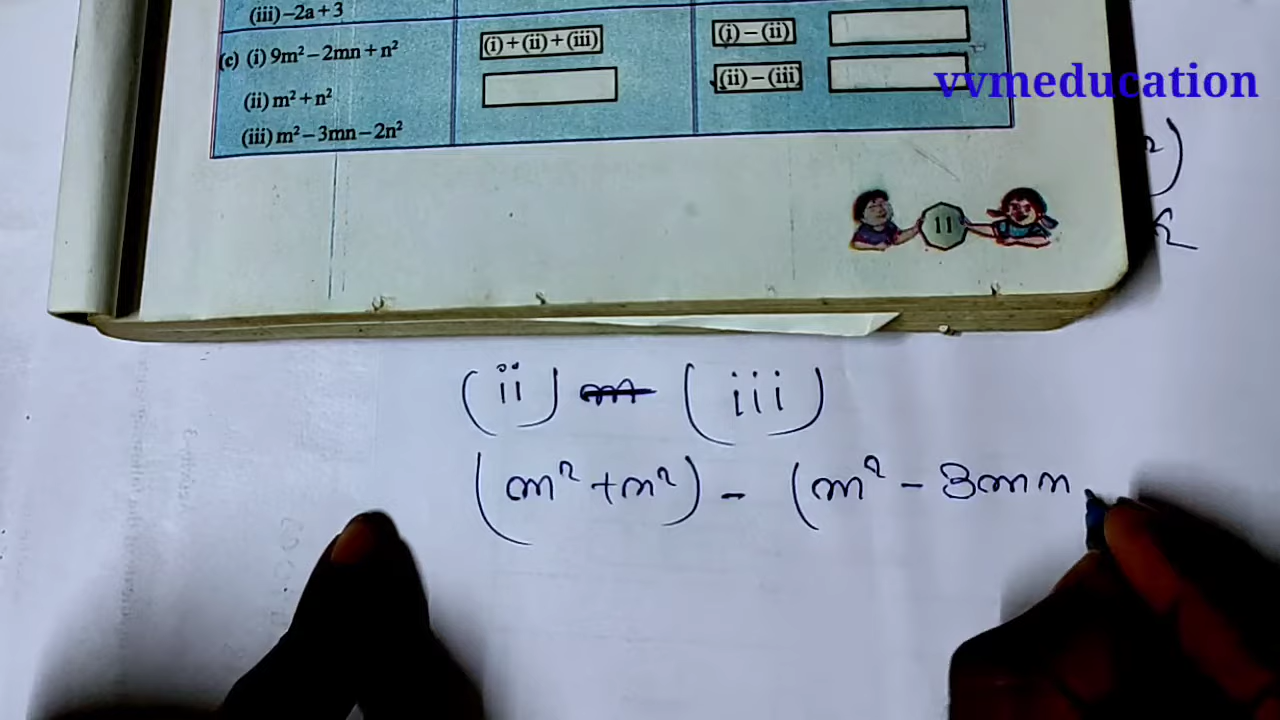 (iii) –2a + 3
(c) (i) 9m² – 2mn + n²
(ii) m² + n²
(iii) m² – 3mn – 2n²
(i) + (ii) + (iii)
(i) – (ii)
(ii) – (iii)
vvmeducation
11
(ii) – (iii)
(m² + n²) – (m² – 3mn